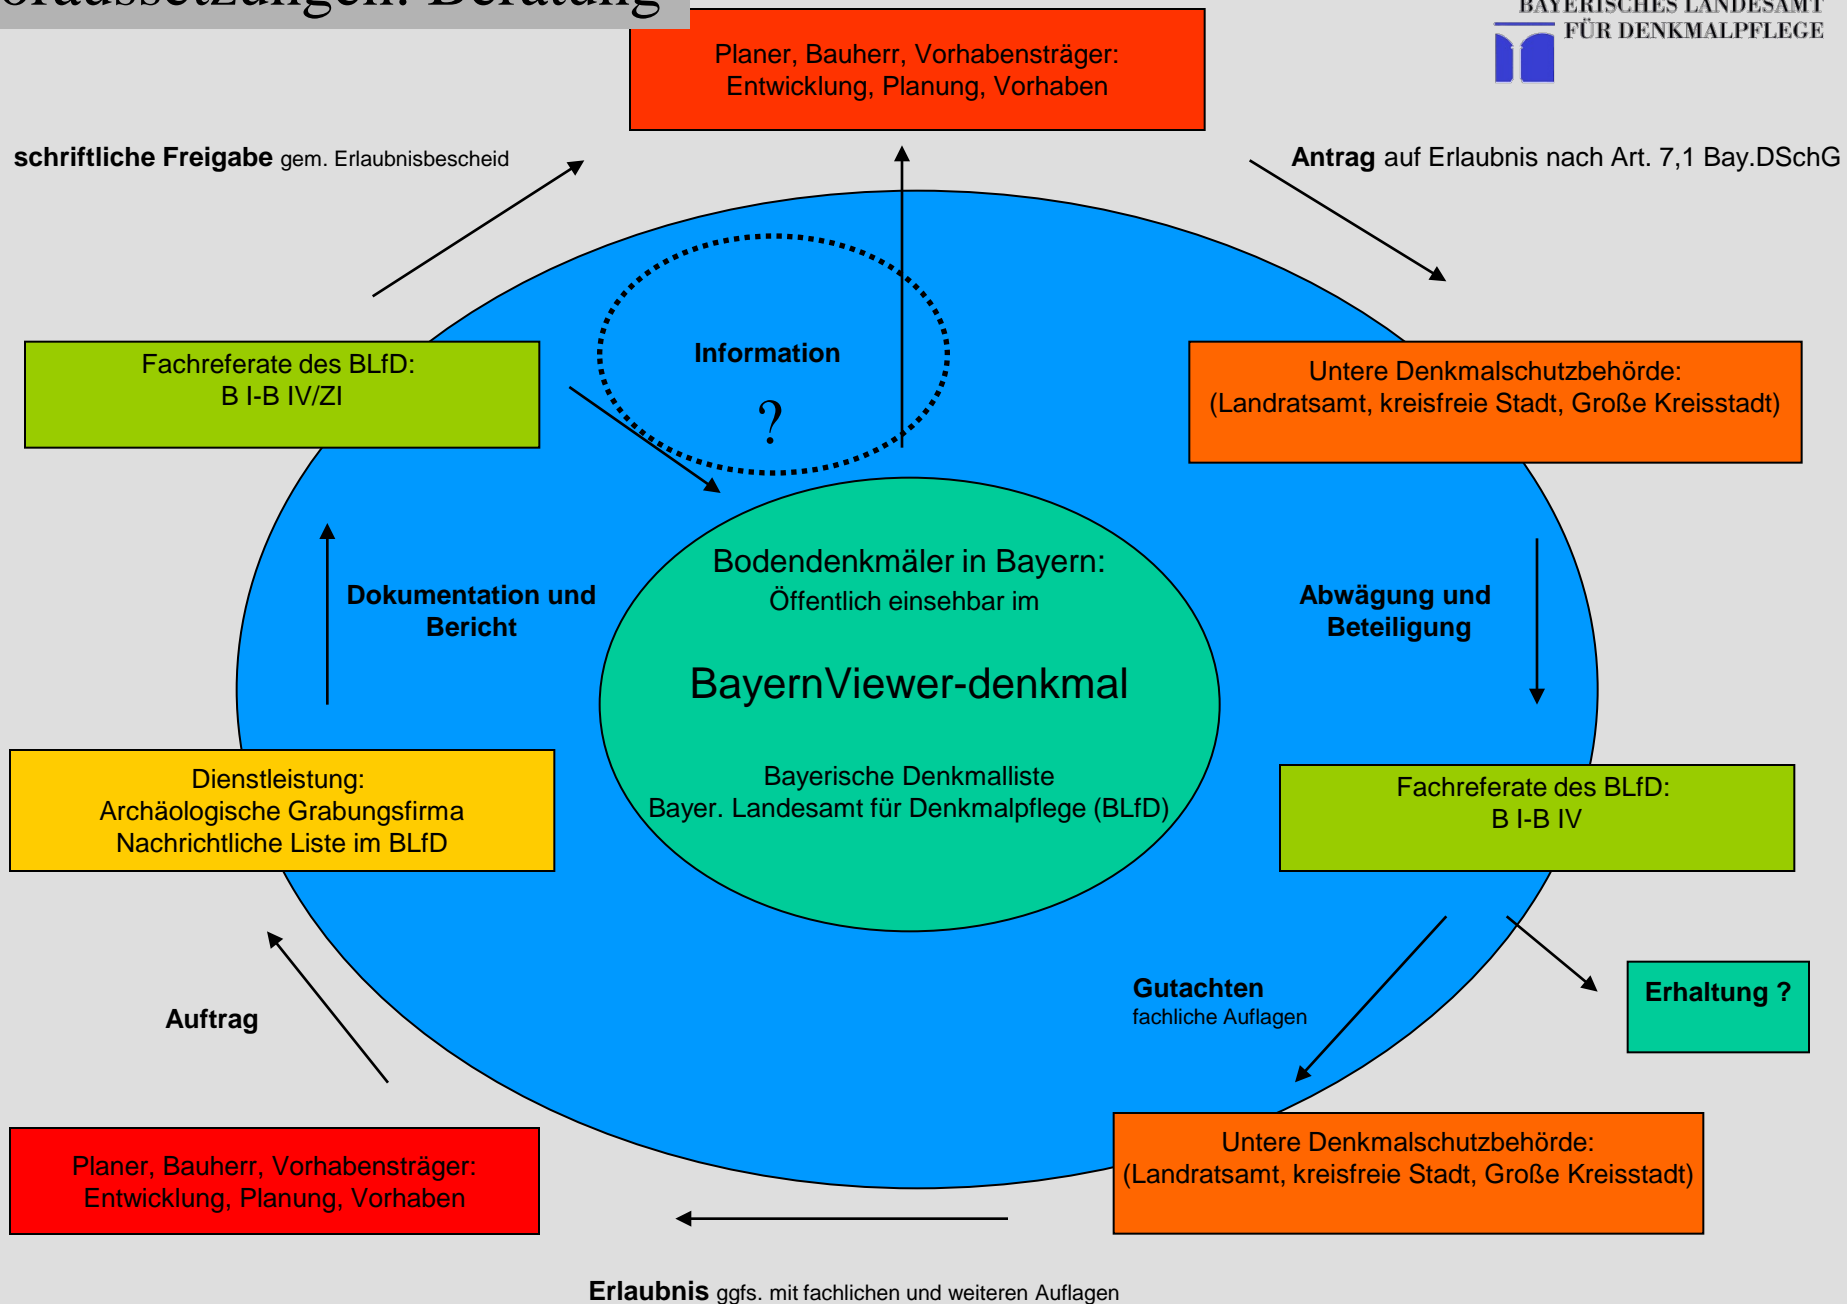 Beratung
BAYERISCHES LANDESAMT
FÜR DENKMALPFLEGE
Planer, Bauherr, Vorhabensträger:
Entwicklung, Planung, Vorhaben
schriftliche Freigabe gem. Erlaubnisbescheid
Antrag auf Erlaubnis nach Art. 7,1 Bay.DSchG
Information
?
Fachreferate des BLfD:
B I-B IV/ZI
Untere Denkmalschutzbehörde:
(Landratsamt, kreisfreie Stadt, Große Kreisstadt)
Dokumentation und
Bericht
Bodendenkmäler in Bayern:
Öffentlich einsehbar im
BayernViewer-denkmal
Bayerische Denkmalliste
Bayer. Landesamt für Denkmalpflege (BLfD)
Abwägung und
Beteiligung
Dienstleistung:
Archäologische Grabungsfirma
Nachrichtliche Liste im BLfD
Fachreferate des BLfD:
B I-B IV
Gutachten
fachliche Auflagen
Erhaltung ?
Auftrag
Planer, Bauherr, Vorhabensträger:
Entwicklung, Planung, Vorhaben
Untere Denkmalschutzbehörde:
(Landratsamt, kreisfreie Stadt, Große Kreisstadt)
Erlaubnis ggfs. mit fachlichen und weiteren Auflagen